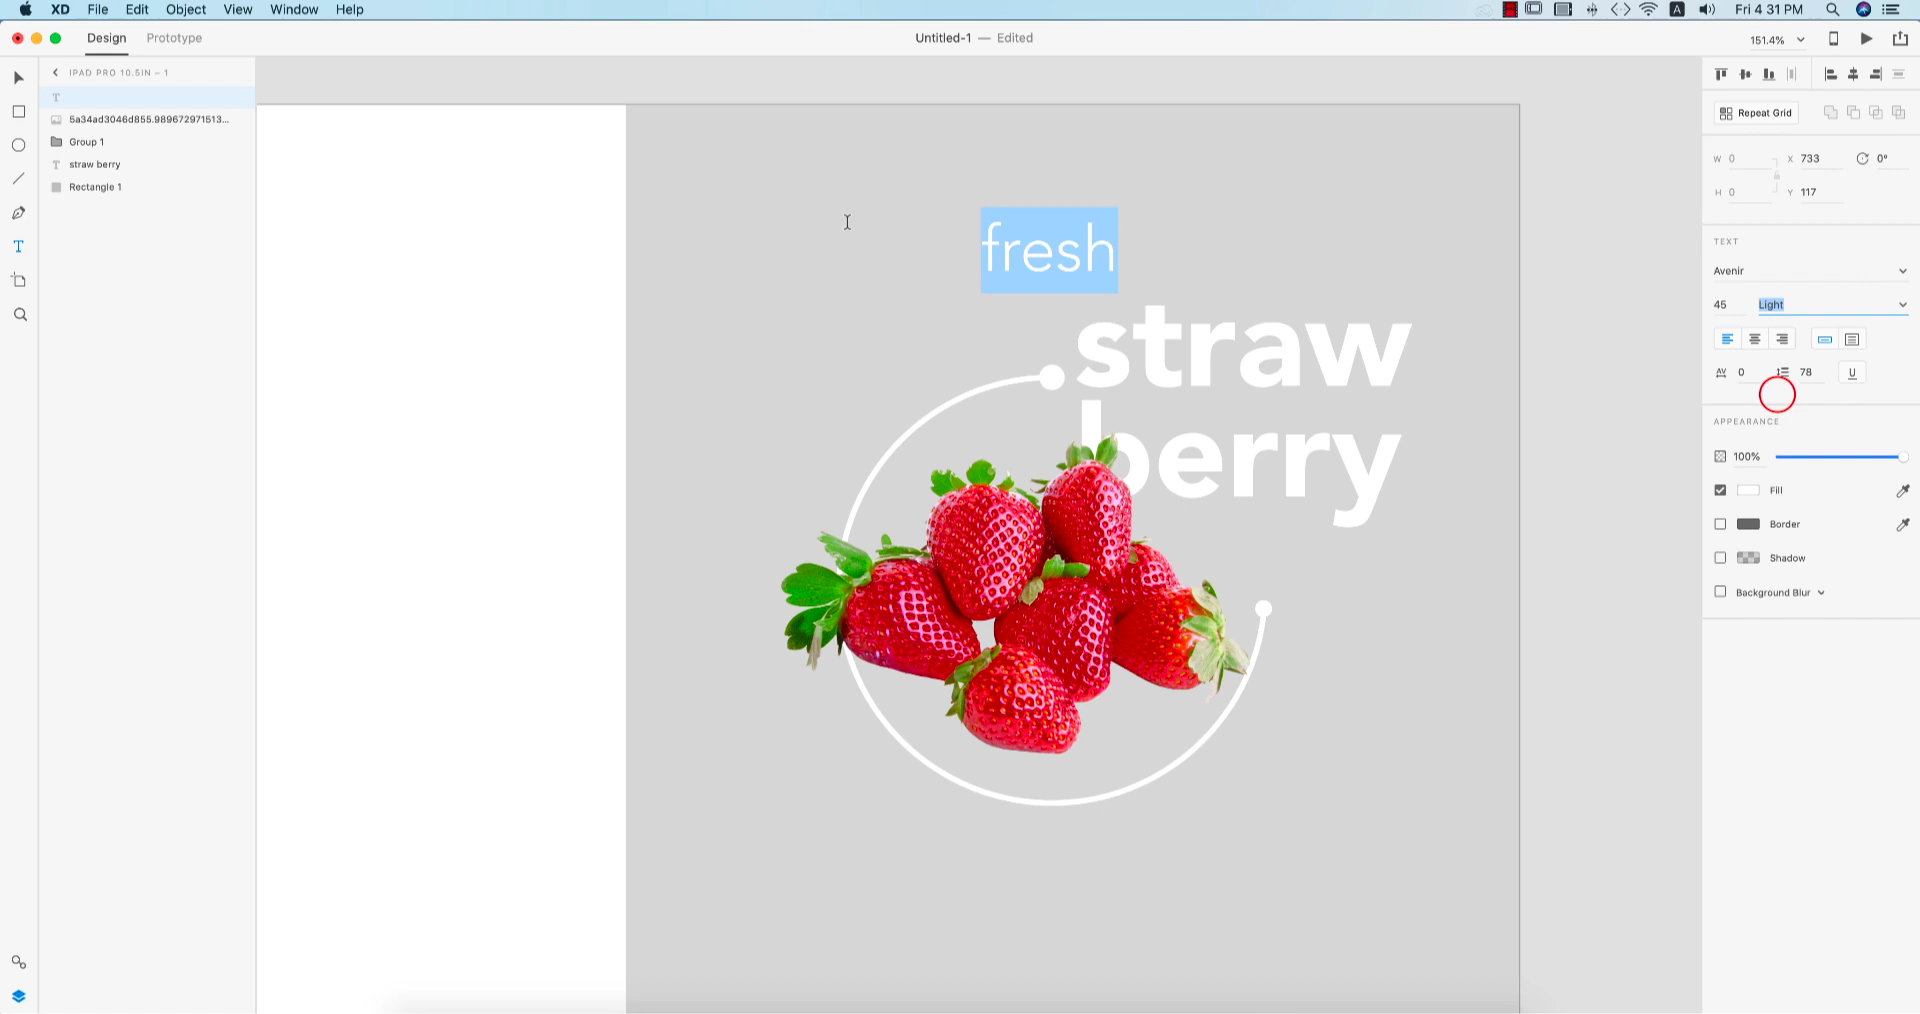 XD File Edit Object View Window Help
A Fri 4 31 PM
Design Prototype
Untitled-1 — Edited
151.4%
IPAD PRO 10.5IN – 1
T
5a34ad3046d855.989672971513...
Group 1
T straw berry
Rectangle 1
T
fresh
straw
berry
Repeat Grid
W 0 X 733 0°
H 0 Y 117
TEXT
Avenir
45 Light
AV 0 78 U
APPEARANCE
100%
Fill
Border
Shadow
Background Blur